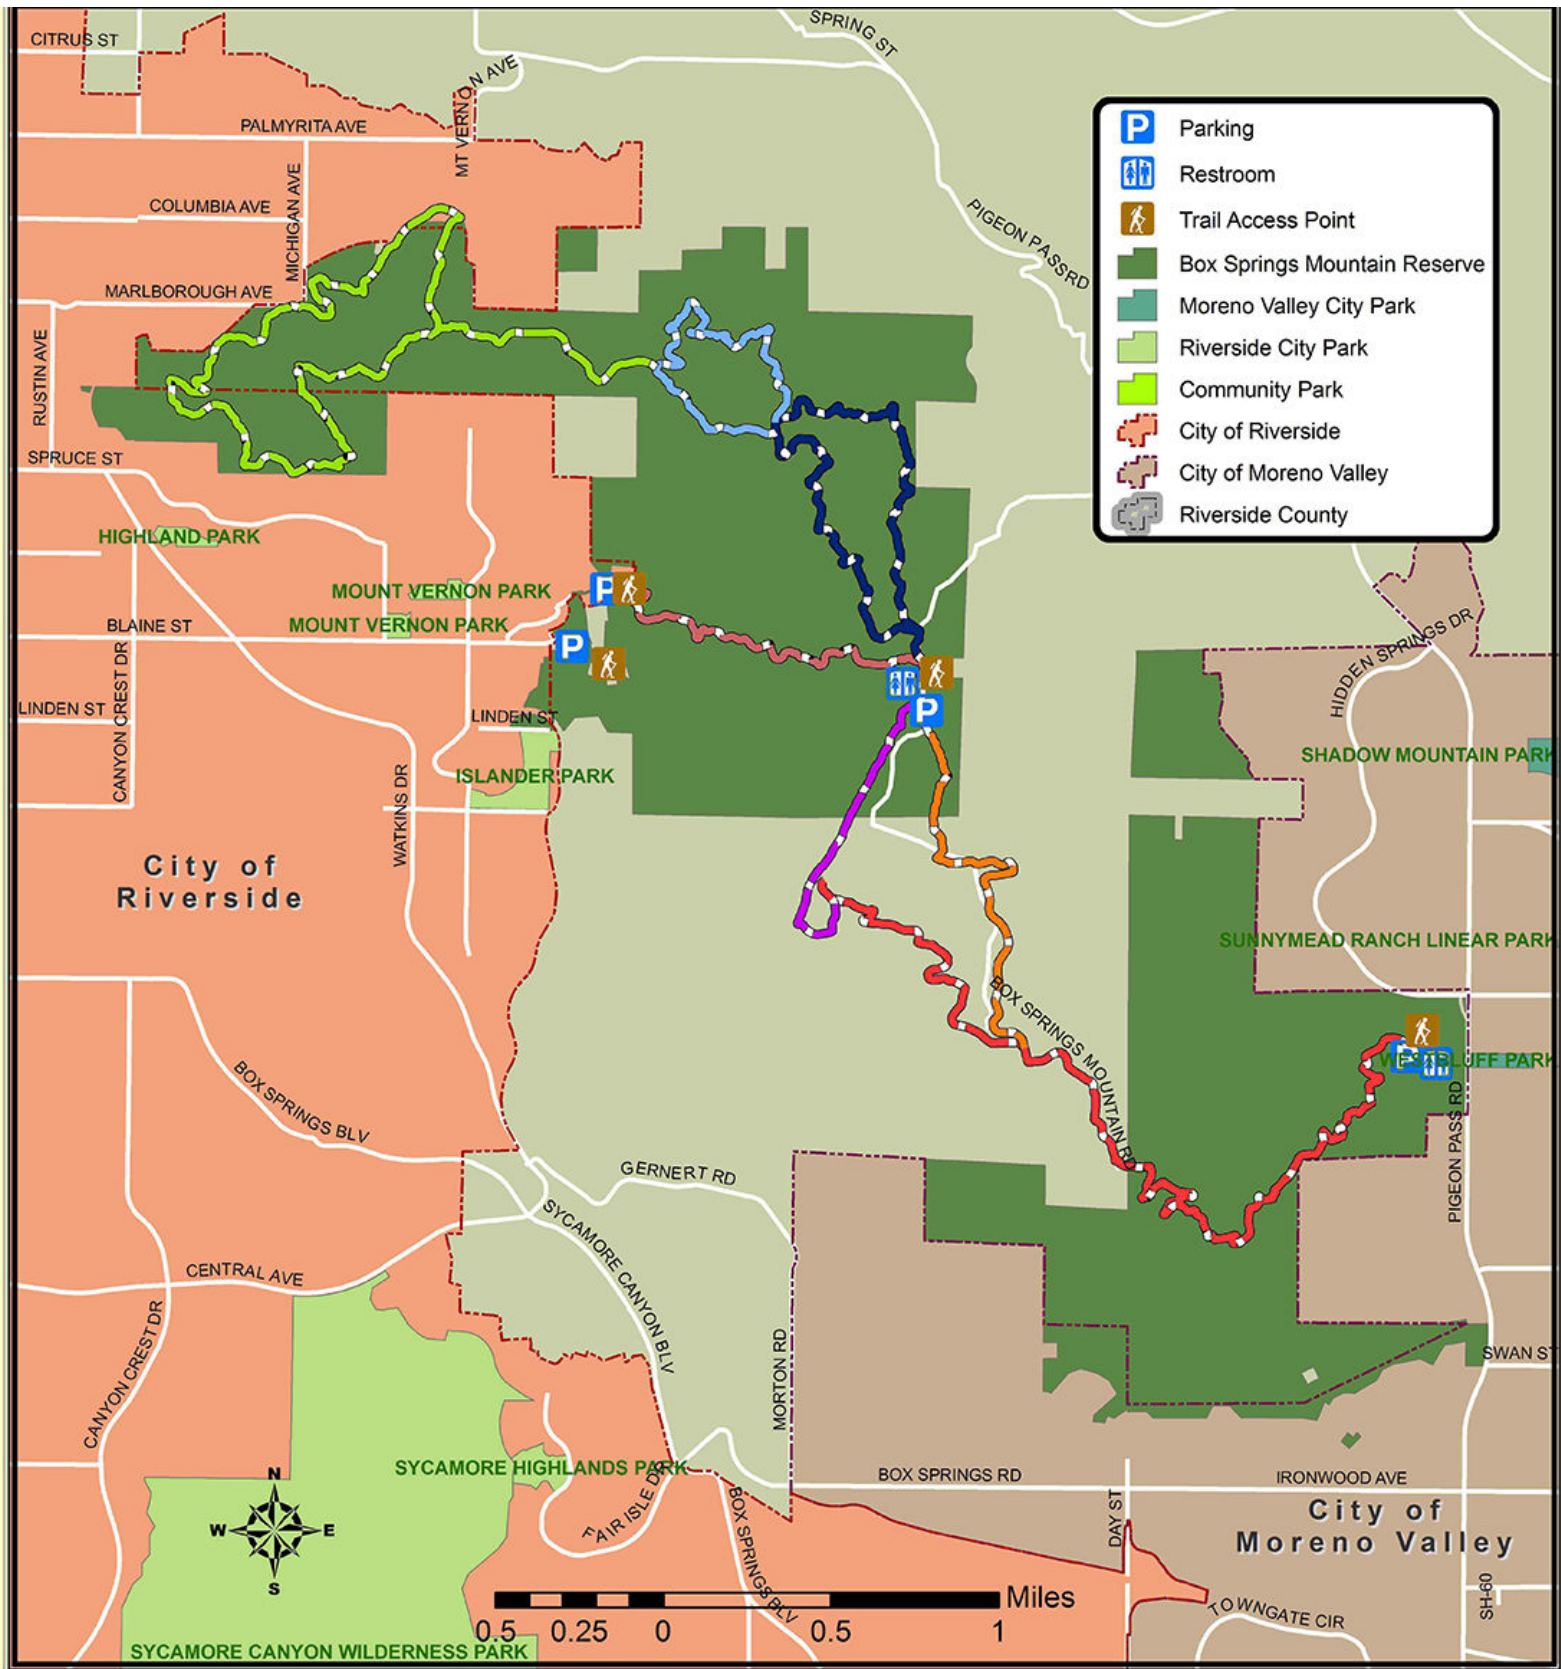 SPRING ST
CITRUS ST
MT VERNON AVE
PALMYRITA AVE
P Parking
Restroom
Trail Access Point
Box Springs Mountain Reserve
Moreno Valley City Park
Riverside City Park
Community Park
City of Riverside
City of Moreno Valley
Riverside County
MICHIGAN AVE
COLUMBIA AVE
PIGEON PASS RD
MARLBOROUGH AVE
RUSTIN AVE
SPRUCE ST
HIGHLAND PARK
MOUNT VERNON PARK
P
MOUNT VERNON PARK
BLAINE ST
P
HIDDEN SPRINGS DR
CANYON CREST DR
LINDEN ST
LINDEN ST
P
SHADOW MOUNTAIN PARK
ISLANDER PARK
WATKINS DR
City of
Riverside
SUNNYMEAD RANCH LINEAR PARK
BOX SPRINGS MOUNTAIN RD
P
WESTBLUFF PARK
BOX SPRINGS BLV
PIGEON PASS RD
GERNERT RD
SYCAMORE CANYON BLV
CENTRAL AVE
CANYON CREST DR
MORTON RD
SWAN ST
SYCAMORE HIGHLANDS PARK
BOX SPRINGS RD
IRONWOOD AVE
FAIR ISLE DR
BOX SPRINGS BLV
DAY ST
City of
Moreno Valley
N
W E
S
SH-60
TOWNGATE CIR
Miles
0.5 0.25 0 0.5 1
SYCAMORE CANYON WILDERNESS PARK